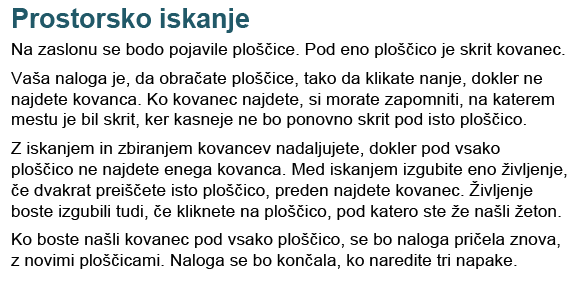 Prostorsko iskanje
Na zaslonu se bodo pojavile ploščice. Pod eno ploščico je skrit kovanec.
Vaša naloga je, da obračate ploščice, tako da klikate nanje, dokler ne
najdete kovanca. Ko kovanec najdete, si morate zapomniti, na katerem
mestu je bil skrit, ker kasneje ne bo ponovno skrit pod isto ploščico.
Z iskanjem in zbiranjem kovancev nadaljujete, dokler pod vsako
ploščico ne najdete enega kovanca. Med iskanjem izgubite eno življenje,
če dvakrat preiščete isto ploščico, preden najdete kovanec. Življenje
boste izgubili tudi, če kliknete na ploščico, pod katero ste že našli žeton.
Ko boste našli kovanec pod vsako ploščico, se bo naloga pričela znova,
z novimi ploščicami. Naloga se bo končala, ko naredite tri napake.